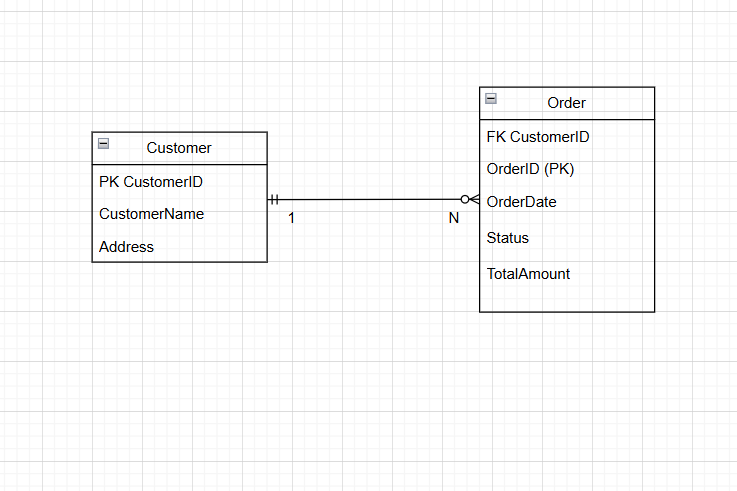 Customer
PK CustomerID
CustomerName
Address
1
N
Order
FK CustomerID
OrderID (PK)
OrderDate
Status
TotalAmount